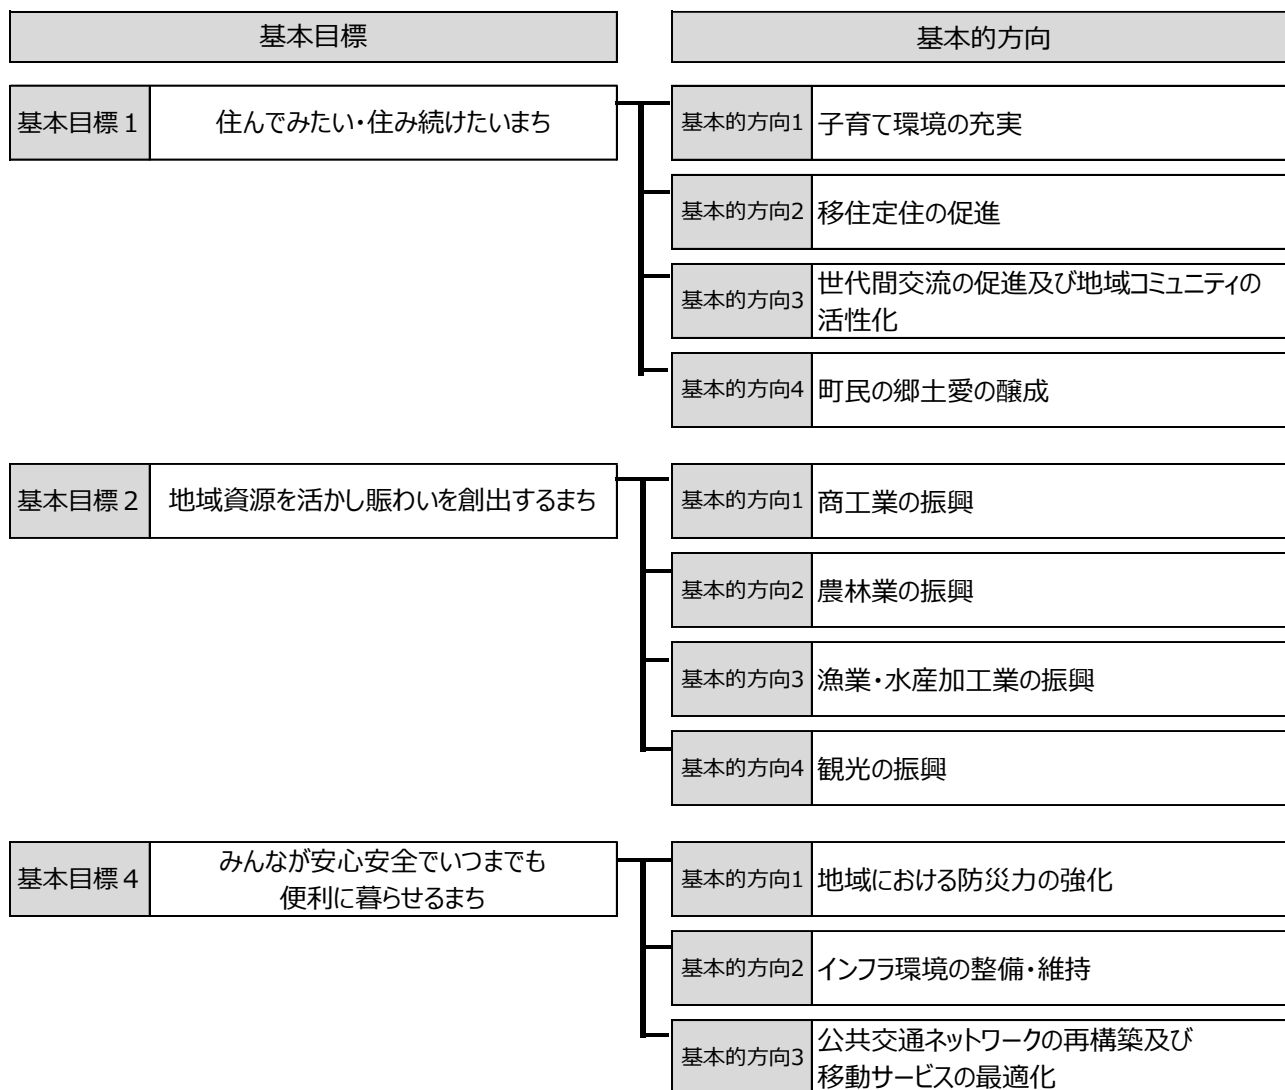 基本目標
基本的方向
基本目標１
住んでみたい・住み続けたいまち
基本的方向1
子育て環境の充実
基本的方向2
移住定住の促進
基本的方向3
世代間交流の促進及び地域コミュニティの
活性化
基本的方向4
町民の郷土愛の醸成
基本目標２
地域資源を活かし賑わいを創出するまち
基本的方向1
商工業の振興
基本的方向2
農林業の振興
基本的方向3
漁業・水産加工業の振興
基本的方向4
観光の振興
基本目標４
みんなが安心安全でいつまでも
便利に暮らせるまち
基本的方向1
地域における防災力の強化
基本的方向2
インフラ環境の整備・維持
基本的方向3
公共交通ネットワークの再構築及び
移動サービスの最適化